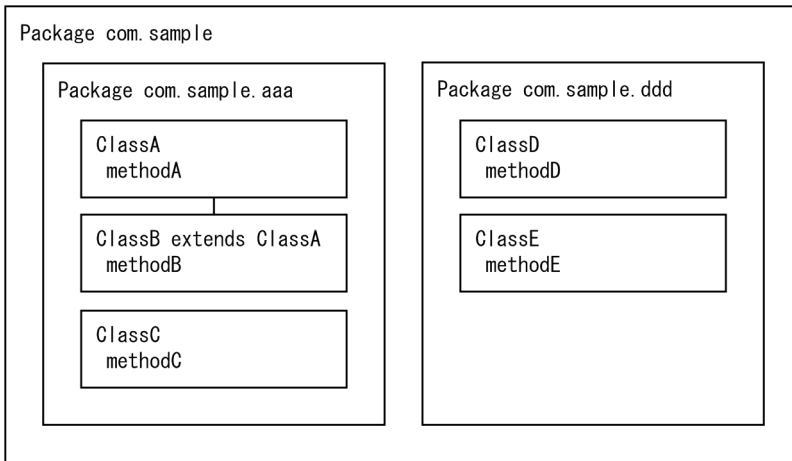 Package com.sample
Package com.sample.aaa
ClassA
methodA
ClassB extends ClassA
methodB
ClassC
methodC
Package com.sample.ddd
ClassD
methodD
ClassE
methodE